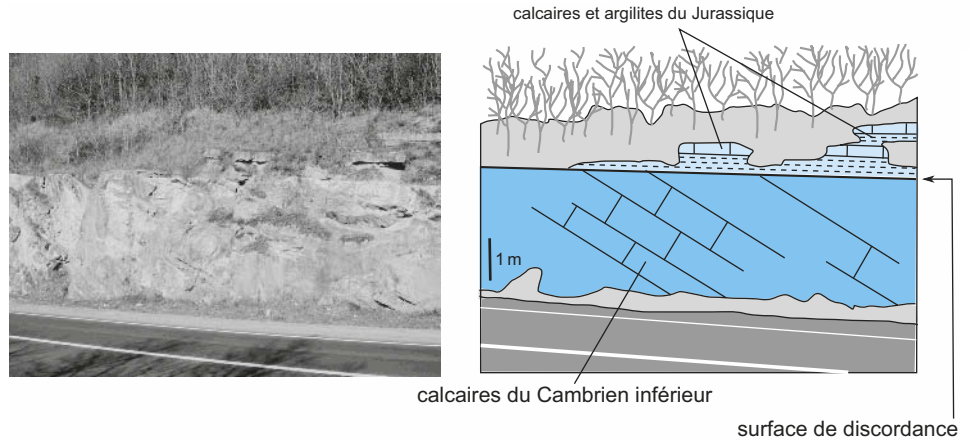 calcaires et argilites du Jurassique
1 m
calcaires du Cambrien inférieur
surface de discordance